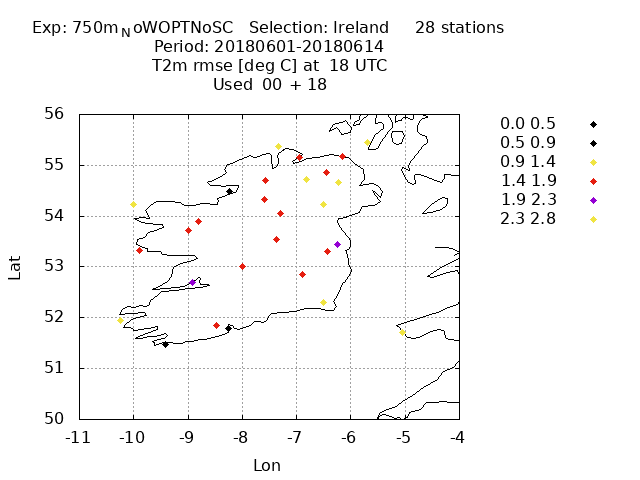 Exp: 750mNoWOPTNoSC Selection: Ireland 28 stations
Period: 20180601-20180614
T2m rmse [deg C] at 18 UTC
Used 00 + 18
56
55
54
53
52
51
50
-11 -10 -9 -8 -7 -6 -5 -4
Lat
Lon
0.0 0.5
0.5 0.9
0.9 1.4
1.4 1.9
1.9 2.3
2.3 2.8